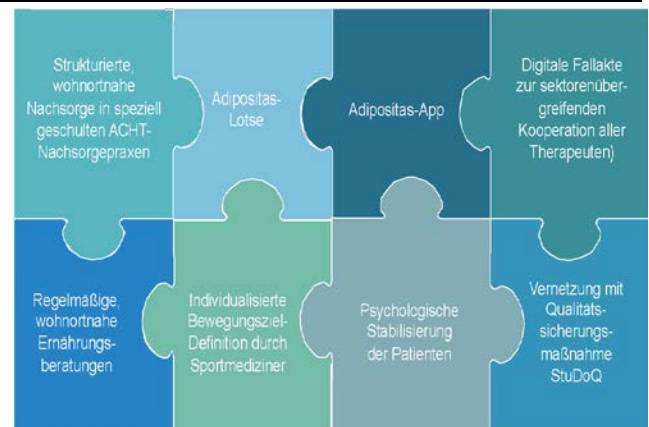 Strukturierte,
wohnortnahe
Nachsorge in speziell
geschulten ACHT-
Nachsorgepraxen
Adipositas-
Lotse
Adipositas-App
Digitale Fallakte
zur sektorenüber-
greifenden
Kooperation aller
Therapeuten)
Regelmäßige,
wohnortnahe
Ernährungs-
beratungen
Individualisierte
Bewegungsziel-
Definition durch
Sportmediziner
Psychologische
Stabilisierung
der Patienten
Vernetzung mit
Qualitäts-
sicherungs-
maßnahme
StuDoQ